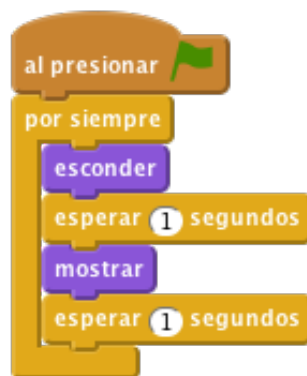 al presionar
por siempre
esconder
esperar 1 segundos
mostrar
esperar 1 segundos